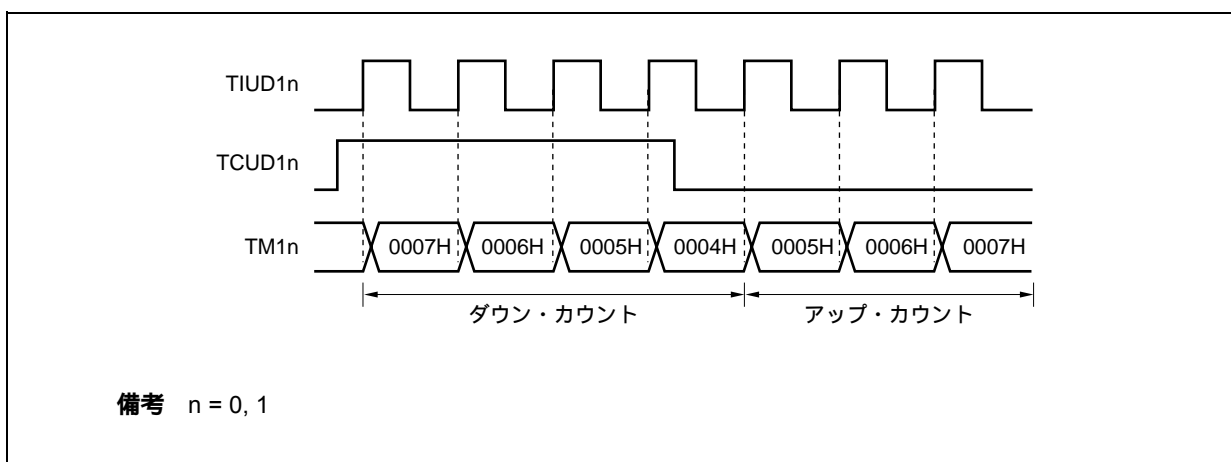 TIUD1n
TCUD1n
TM1n 0007H 0006H 0005H 0004H 0005H 0006H 0007H
ダウン・カウント アップ・カウント
備考 n = 0, 1